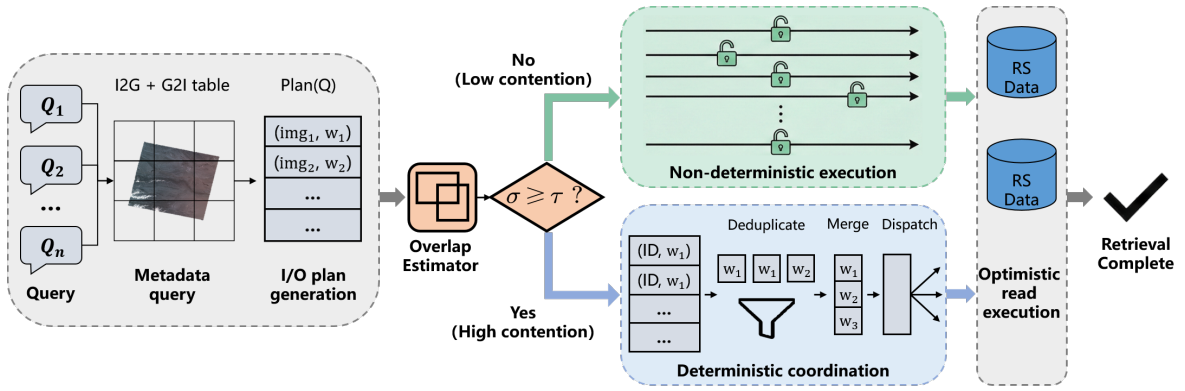 I2G + G2I table
Q₁
Q₂
...
Qₙ
Query
Metadata
query
Plan(Q)
(img₁, w₁)
(img₂, w₂)
...
...
I/O plan
generation
Overlap
Estimator
σ ≥ τ ?
No
(Low contention)
Yes
(High contention)
⋮
Non-deterministic execution
(ID, w₁)
(ID, w₁)
...
...
Deduplicate
w₁ w₁ w₂
Merge
w₁
w₂
w₃
Dispatch
Deterministic coordination
RS
Data
RS
Data
Optimistic
read
execution
Retrieval
Complete